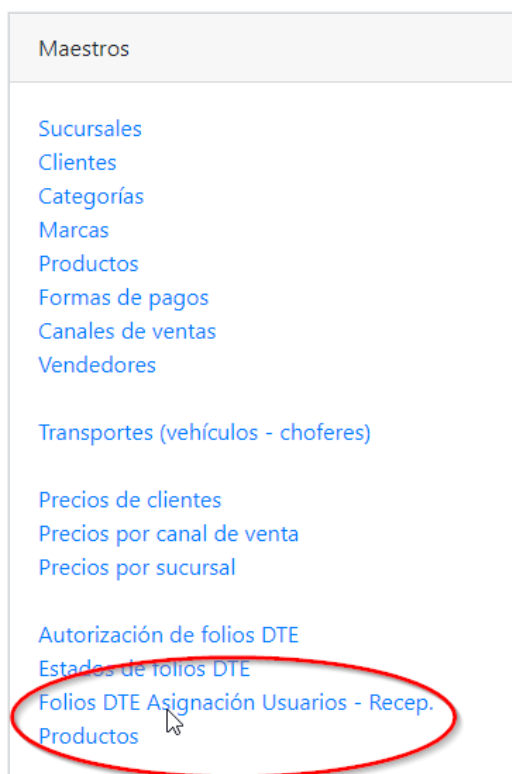 Maestros
Sucursales
Clientes
Categorías
Marcas
Productos
Formas de pagos
Canales de ventas
Vendedores
Transportes (vehículos - choferes)
Precios de clientes
Precios por canal de venta
Precios por sucursal
Autorización de folios DTE
Estados de folios DTE
Folios DTE Asignación Usuarios - Recep.
Productos